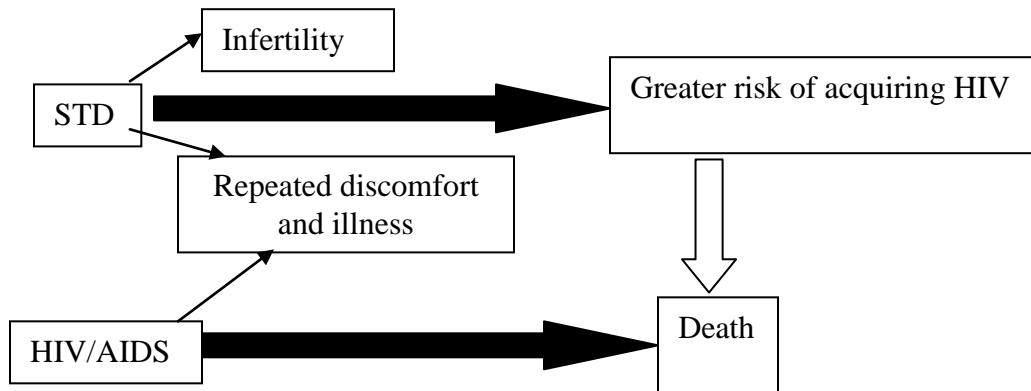 Infertility
Greater risk of acquiring HIV
STD
Repeated discomfort
and illness
Death
HIV/AIDS